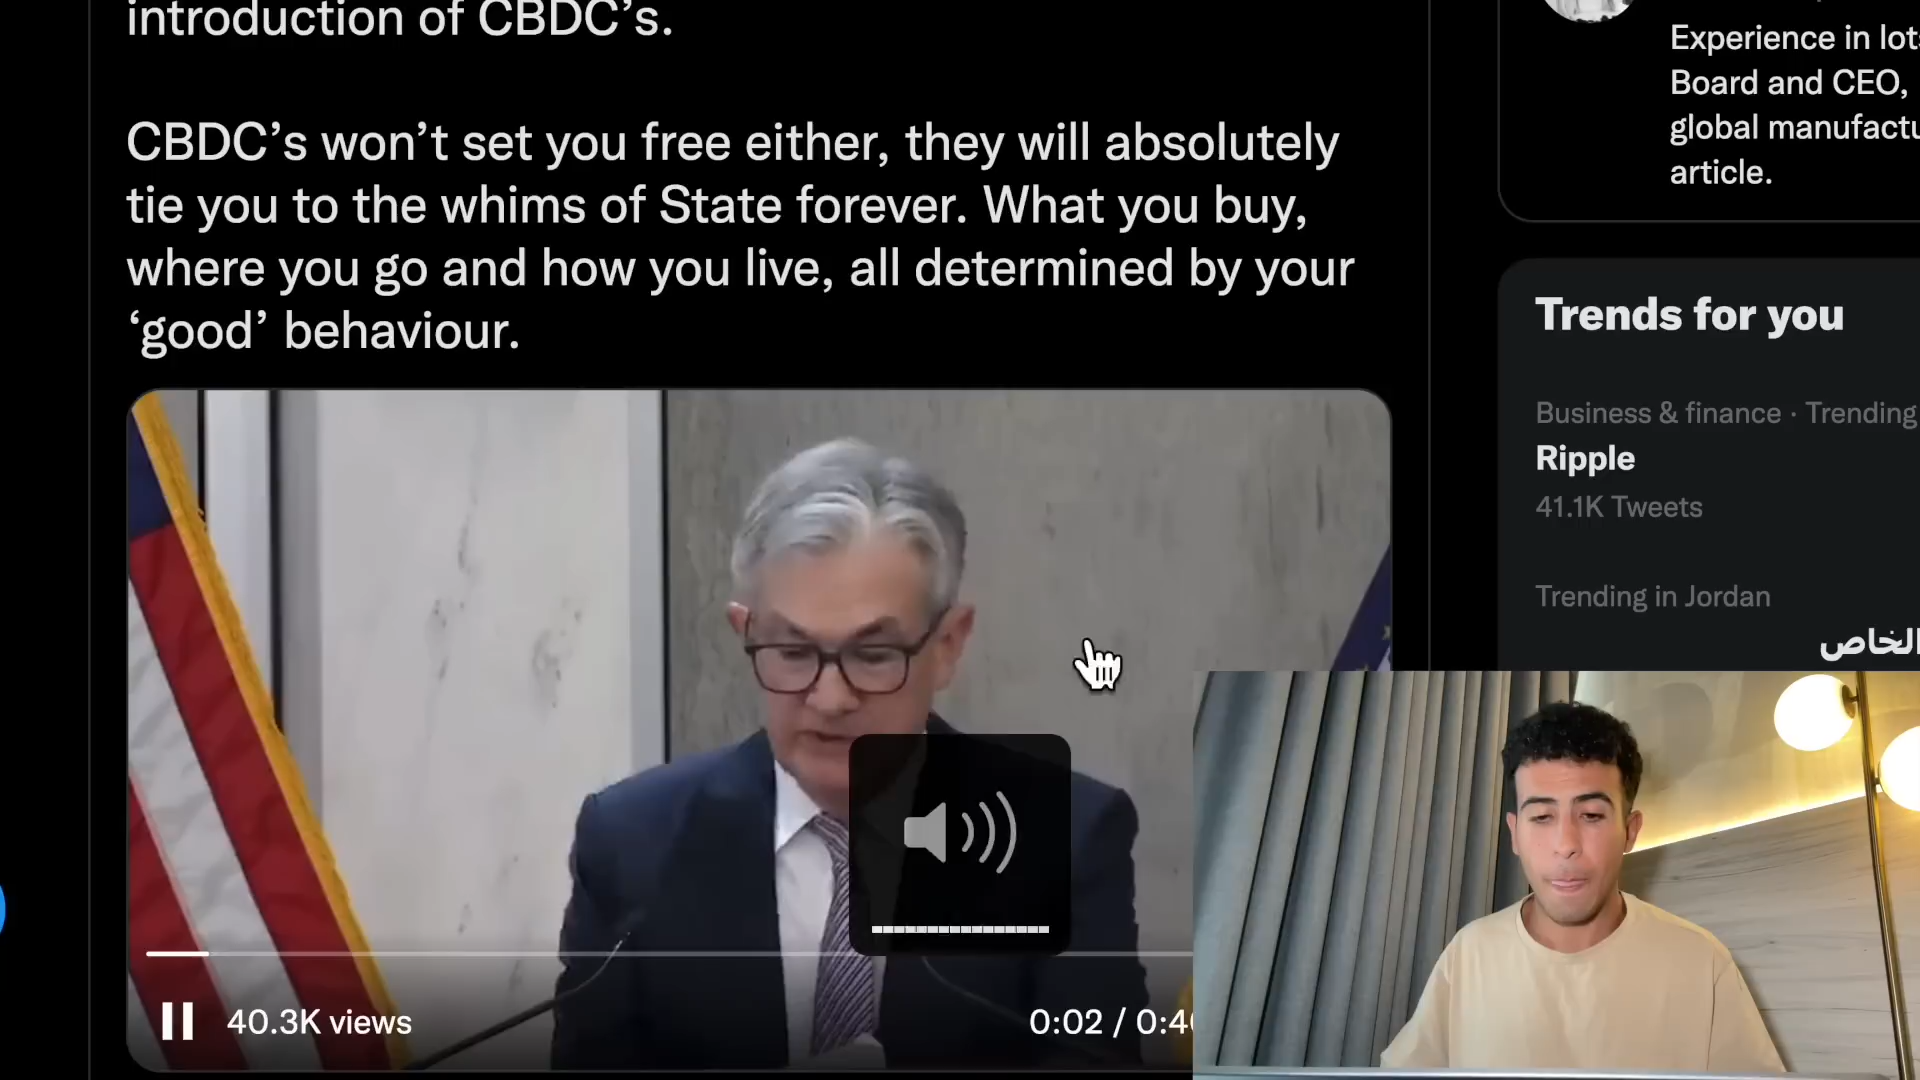 introduction of CBDC's.
CBDC's won't set you free either, they will absolutely
tie you to the whims of State forever. What you buy,
where you go and how you live, all determined by your
'good' behaviour.
40.3K views
0:02 / 0:4
Experience in lot
Board and CEO,
global manufactu
article.
Trends for you
Business & finance · Trending
Ripple
41.1K Tweets
Trending in Jordan
الخاص